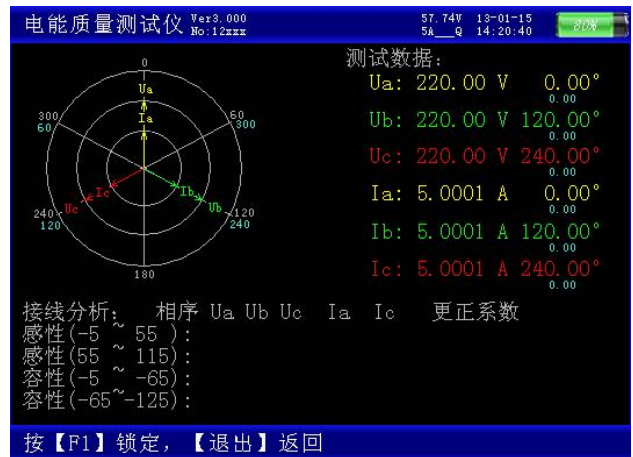 电能质量测试仪 Ver3.000 57.74V 13-01-15 80%
No:12xxx 5A___Q 14:20:40
测试数据:
Ua: 220.00 V 0.00°
0.00
Ub: 220.00 V 120.00°
0.00
Uc: 220.00 V 240.00°
0.00
Ia: 5.0001 A 0.00°
0.00
Ib: 5.0001 A 120.00°
0.00
Ic: 5.0001 A 240.00°
0.00
0
Ua
300 60
60 300
Ia
Ic Ib
Uc Ub
240 120
120 240
180
接线分析: 相序 Ua Ub Uc Ia Ic 更正系数
感性(-5 ~ 55 ):
感性(55 ~ 115):
容性(-5 ~ -65):
容性(-65~-125):
按【F1】锁定,【退出】返回